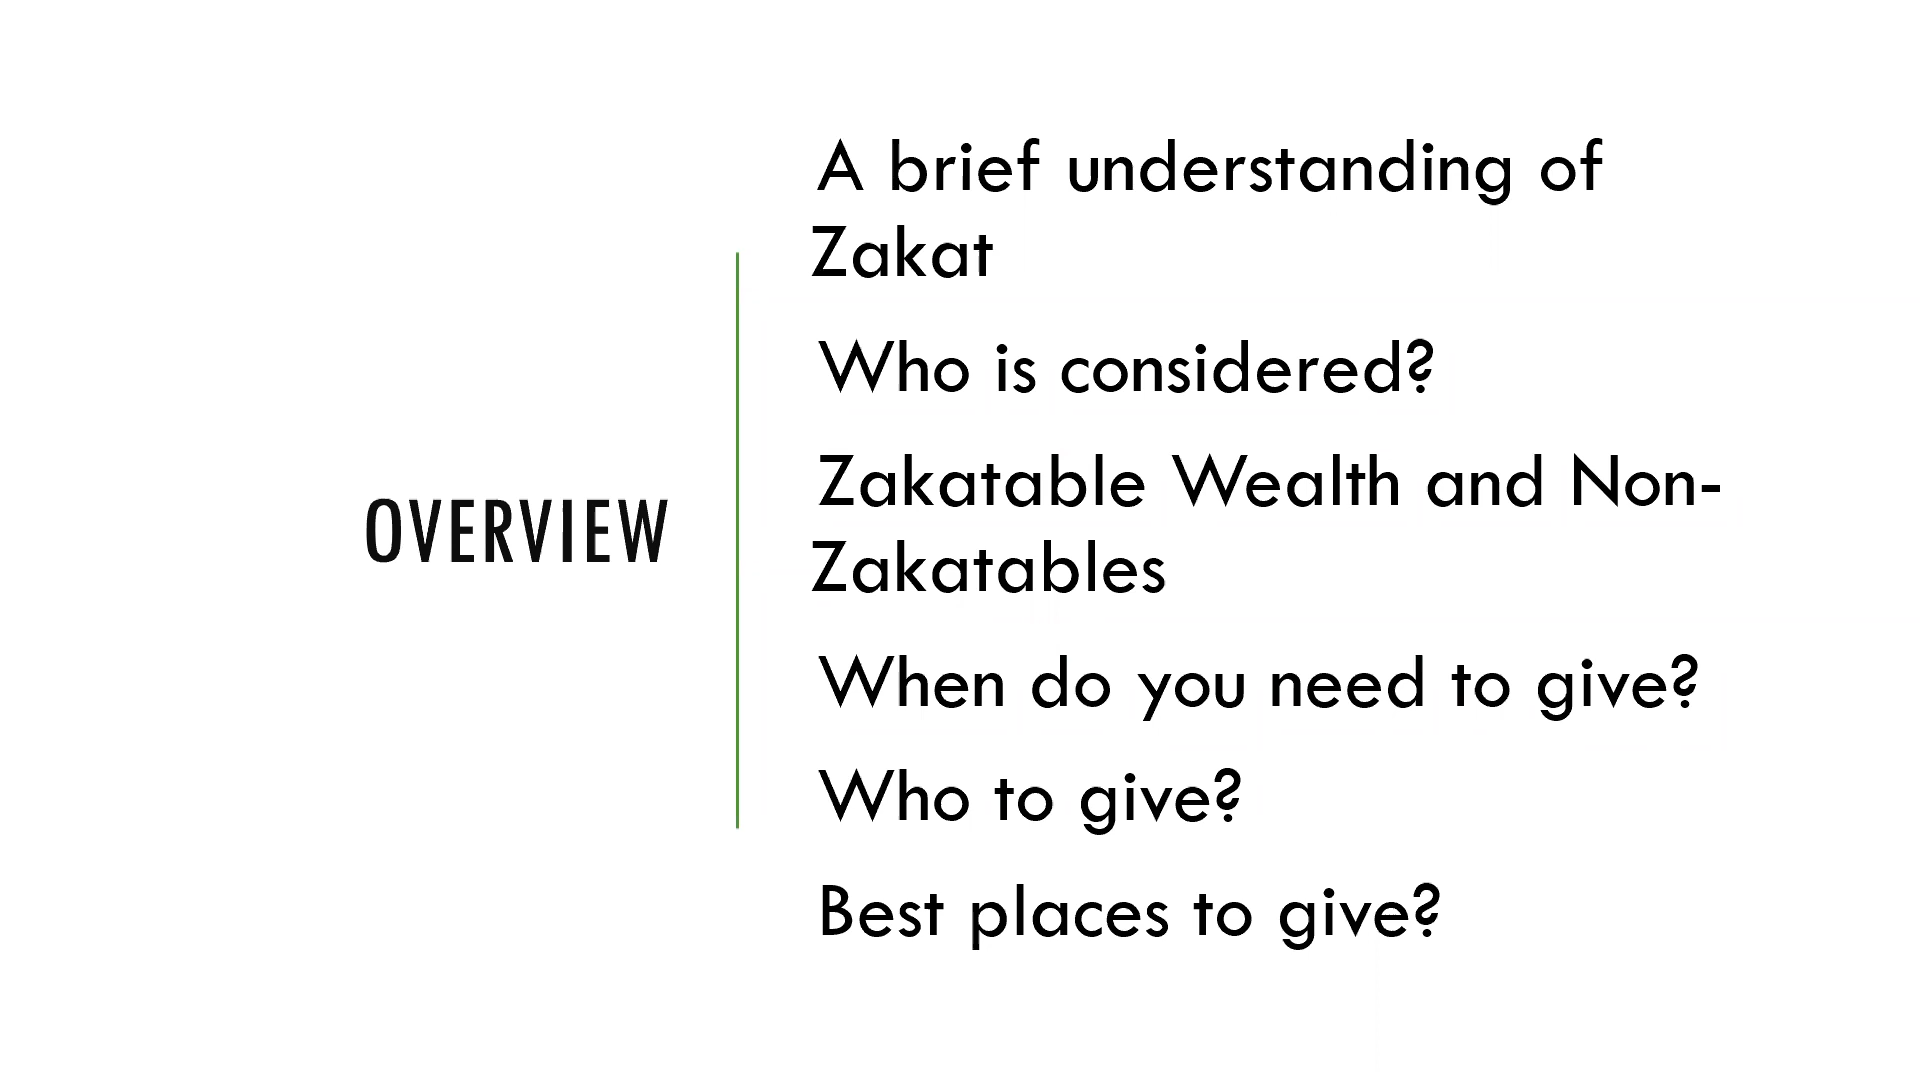 OVERVIEW
A brief understanding of
Zakat
Who is considered?
Zakatable Wealth and Non-
Zakatables
When do you need to give?
Who to give?
Best places to give?